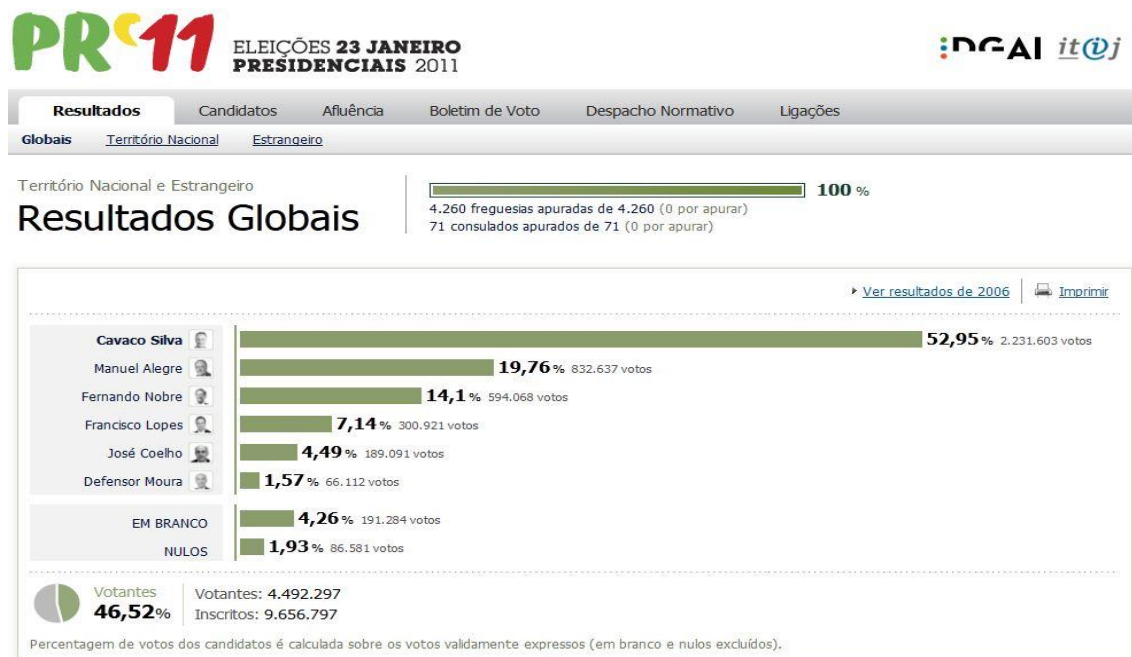 PR'11 ELEIÇÕES 23 JANEIRO
PRESIDENCIAIS 2011
:DGAI it@j
Resultados Candidatos Afluência Boletim de Voto Despacho Normativo Ligações
Globais Território Nacional Estrangeiro
Território Nacional e Estrangeiro
Resultados Globais
100 %
4.260 freguesias apuradas de 4.260 (0 por apurar)
71 consulados apurados de 71 (0 por apurar)
Ver resultados de 2006 Imprimir
Cavaco Silva 52,95 % 2.231.603 votos
Manuel Alegre 19,76 % 832.637 votos
Fernando Nobre 14,1 % 594.068 votos
Francisco Lopes 7,14 % 300.921 votos
José Coelho 4,49 % 189.091 votos
Defensor Moura 1,57 % 66.112 votos
EM BRANCO 4,26 % 191.284 votos
NULOS 1,93 % 86.581 votos
Votantes
46,52%
Votantes: 4.492.297
Inscritos: 9.656.797
Percentagem de votos dos candidatos é calculada sobre os votos validamente expressos (em branco e nulos excluídos).